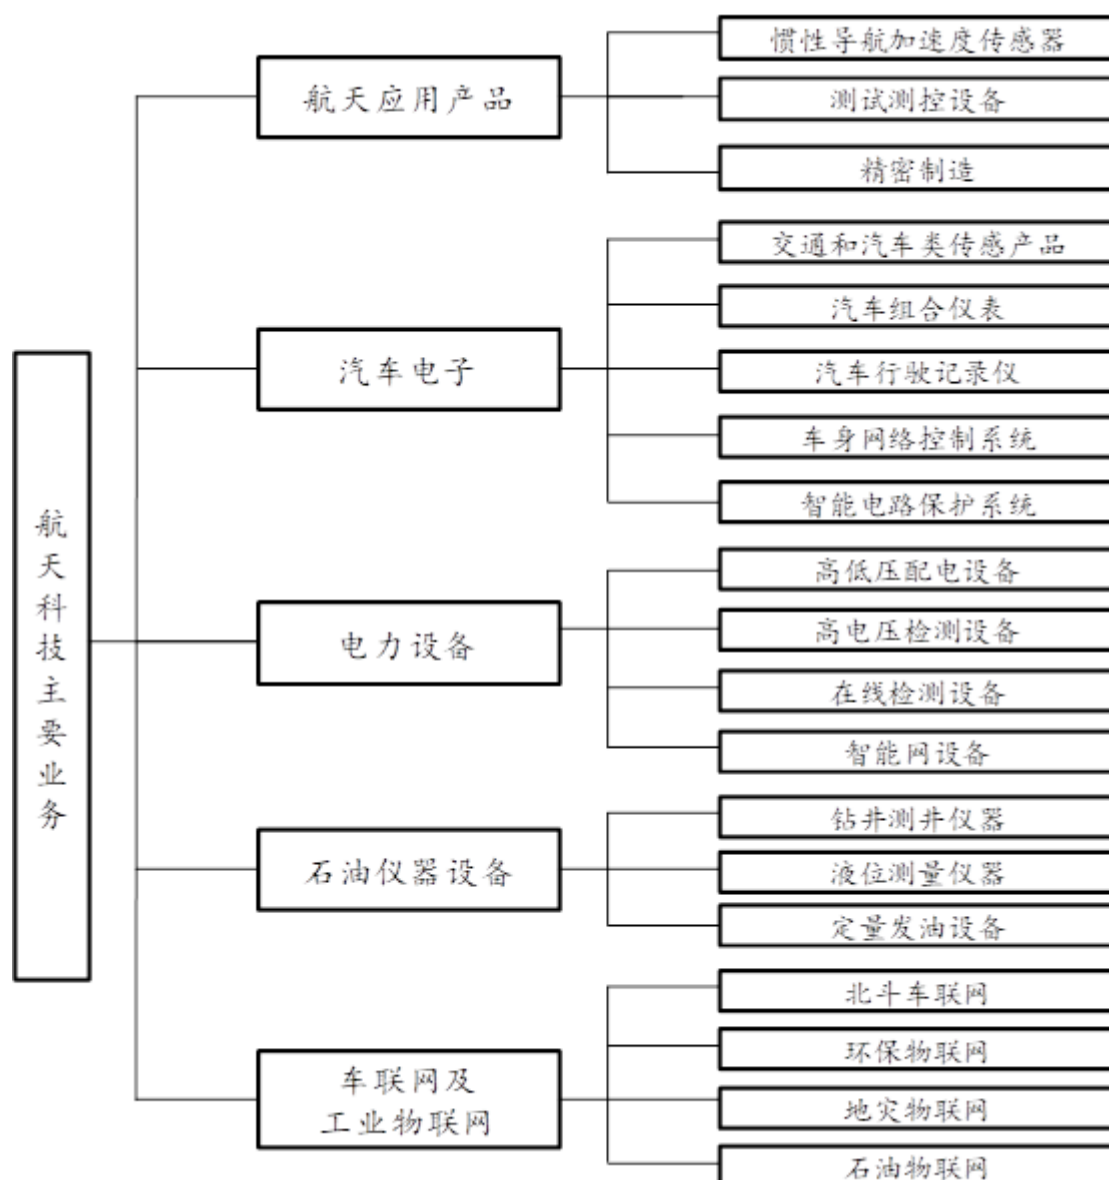 航天科技主要业务
航天应用产品
惯性导航加速度传感器
测试测控设备
精密制造
汽车电子
交通和汽车类传感产品
汽车组合仪表
汽车行驶记录仪
车身网络控制系统
智能电路保护系统
电力设备
高低压配电设备
高电压检测设备
在线检测设备
智能网设备
石油仪器设备
钻井测井仪器
液位测量仪器
定量发油设备
车联网及
工业物联网
北斗车联网
环保物联网
地灾物联网
石油物联网